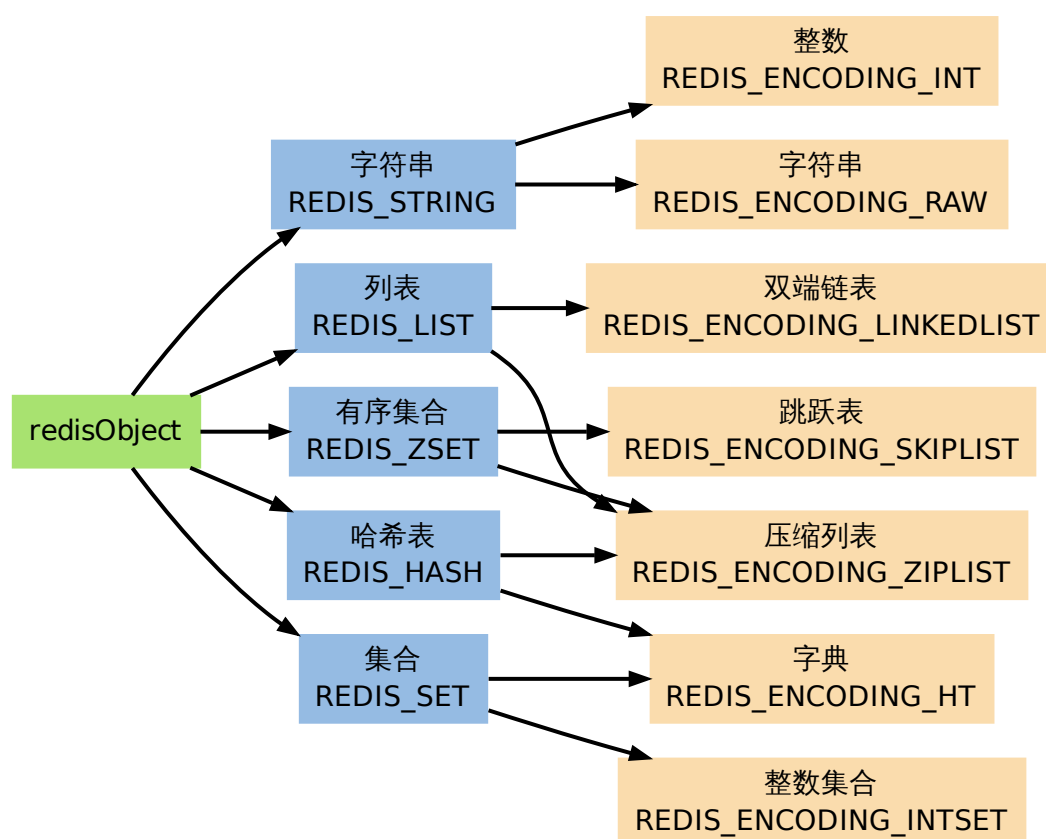 redisObject
字符串
REDIS_STRING
列表
REDIS_LIST
有序集合
REDIS_ZSET
哈希表
REDIS_HASH
集合
REDIS_SET
整数
REDIS_ENCODING_INT
字符串
REDIS_ENCODING_RAW
双端链表
REDIS_ENCODING_LINKEDLIST
跳跃表
REDIS_ENCODING_SKIPLIST
压缩列表
REDIS_ENCODING_ZIPLIST
字典
REDIS_ENCODING_HT
整数集合
REDIS_ENCODING_INTSET